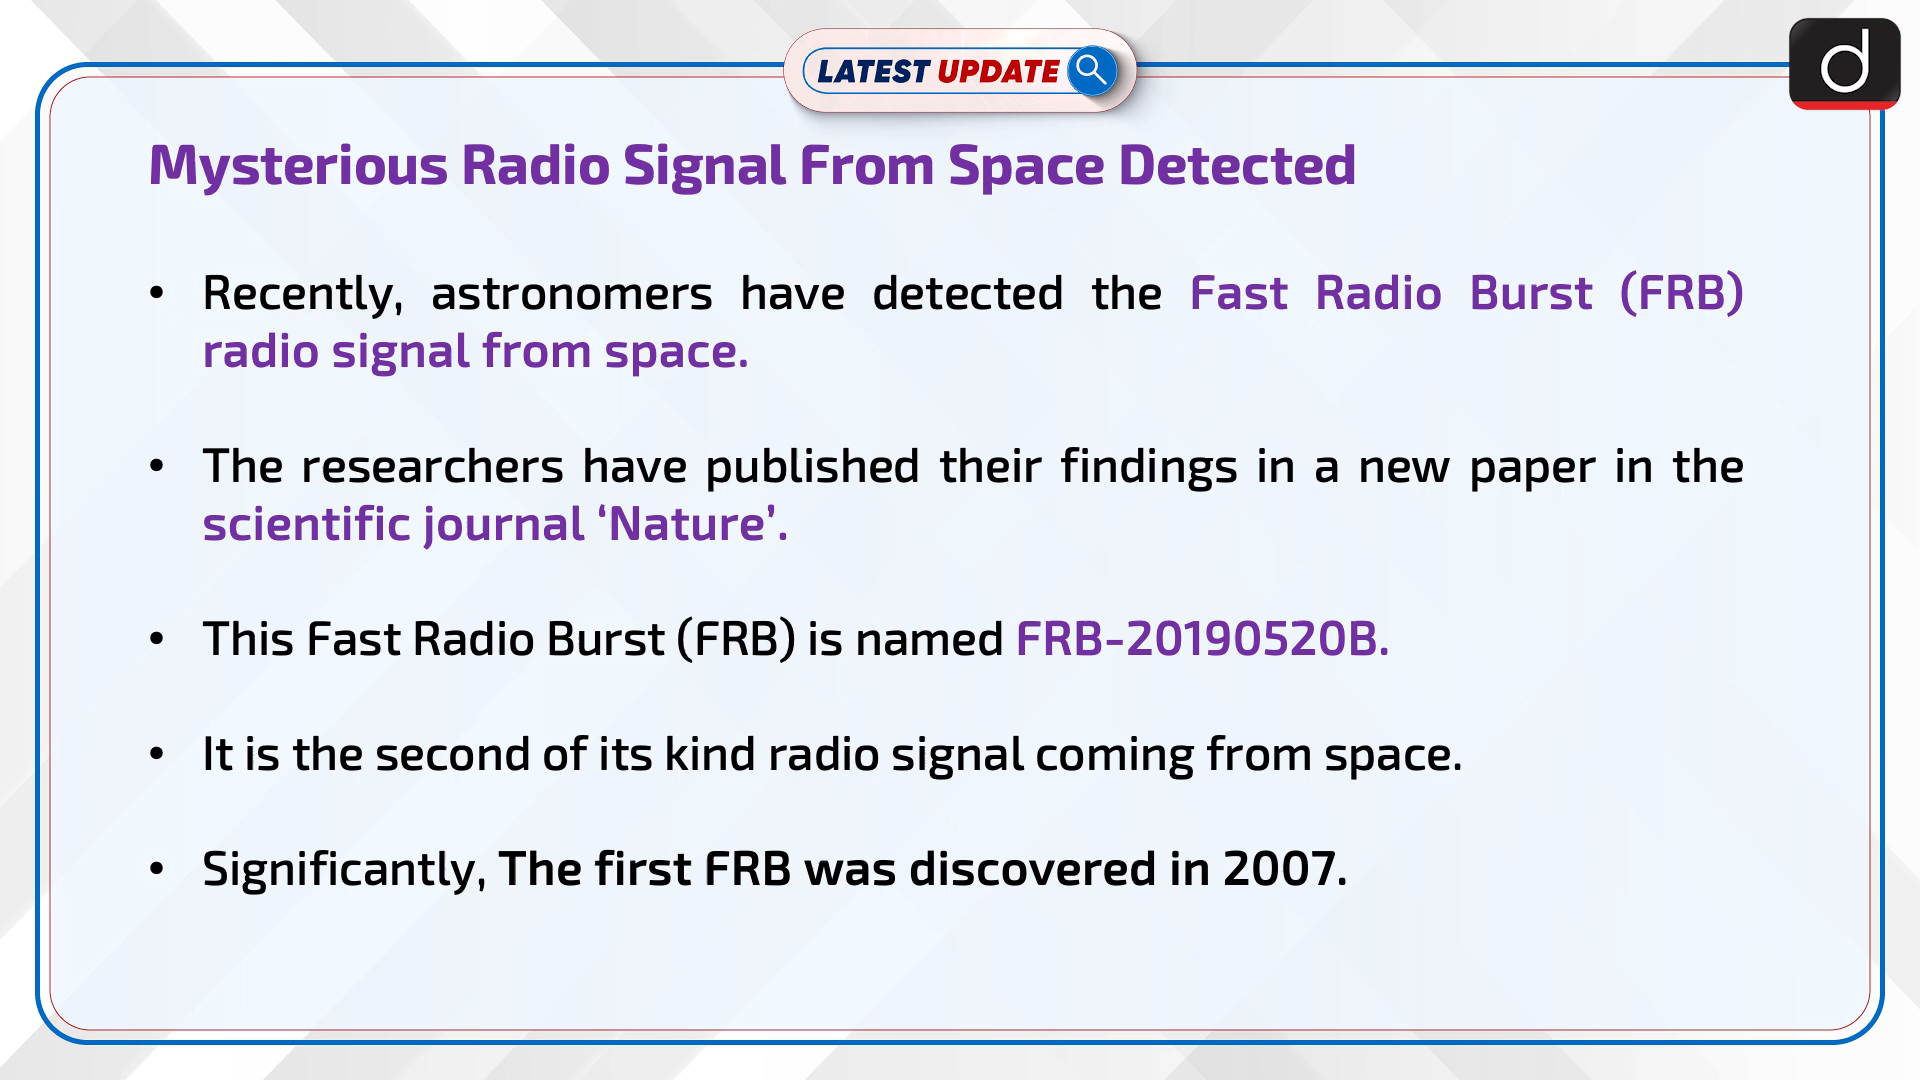 LATEST UPDATE
d
Mysterious Radio Signal From Space Detected
• Recently, astronomers have detected the Fast Radio Burst (FRB)
radio signal from space.
• The researchers have published their findings in a new paper in the
scientific journal ‘Nature’.
• This Fast Radio Burst (FRB) is named FRB-20190520B.
• It is the second of its kind radio signal coming from space.
• Significantly, The first FRB was discovered in 2007.